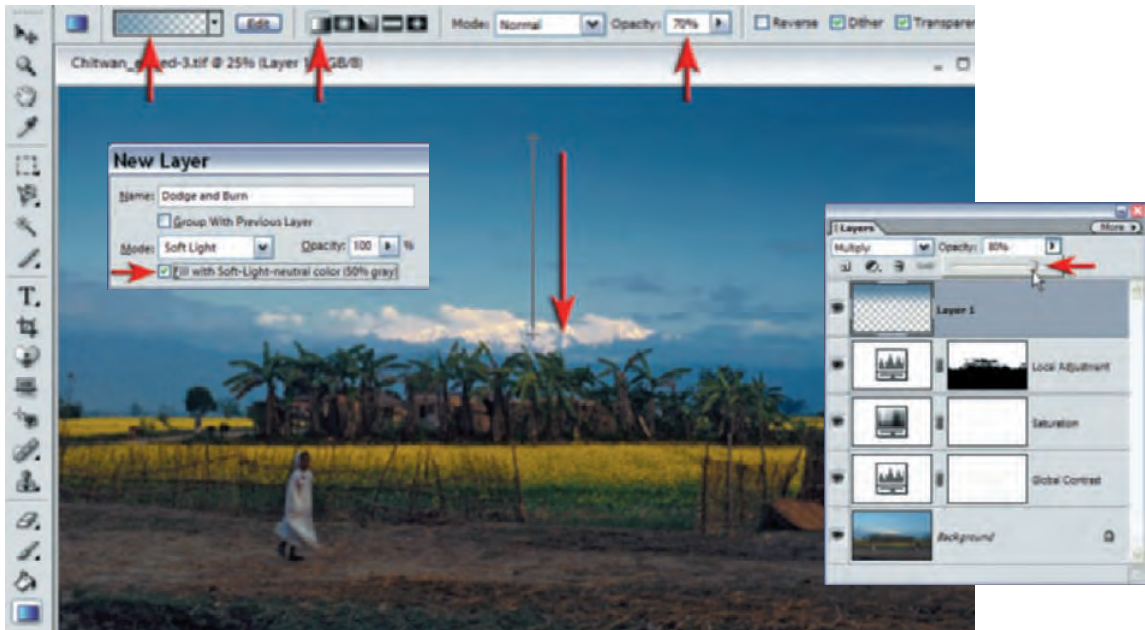 Edit Mode: Normal Opacity: 70% Reverse Dither Transparen
Chitwan_ ed-3.tif @ 25% (Layer 1 GB/8)
New Layer
Name: Dodge and Burn
Group With Previous Layer
Mode: Soft Light Opacity: 100 %
Fill with Soft-Light-neutral color (50% gray)
Layers More
Multiply Opacity: 80%
Layer 1
Local Adjustment
Saturation
Global Contrast
Background
T